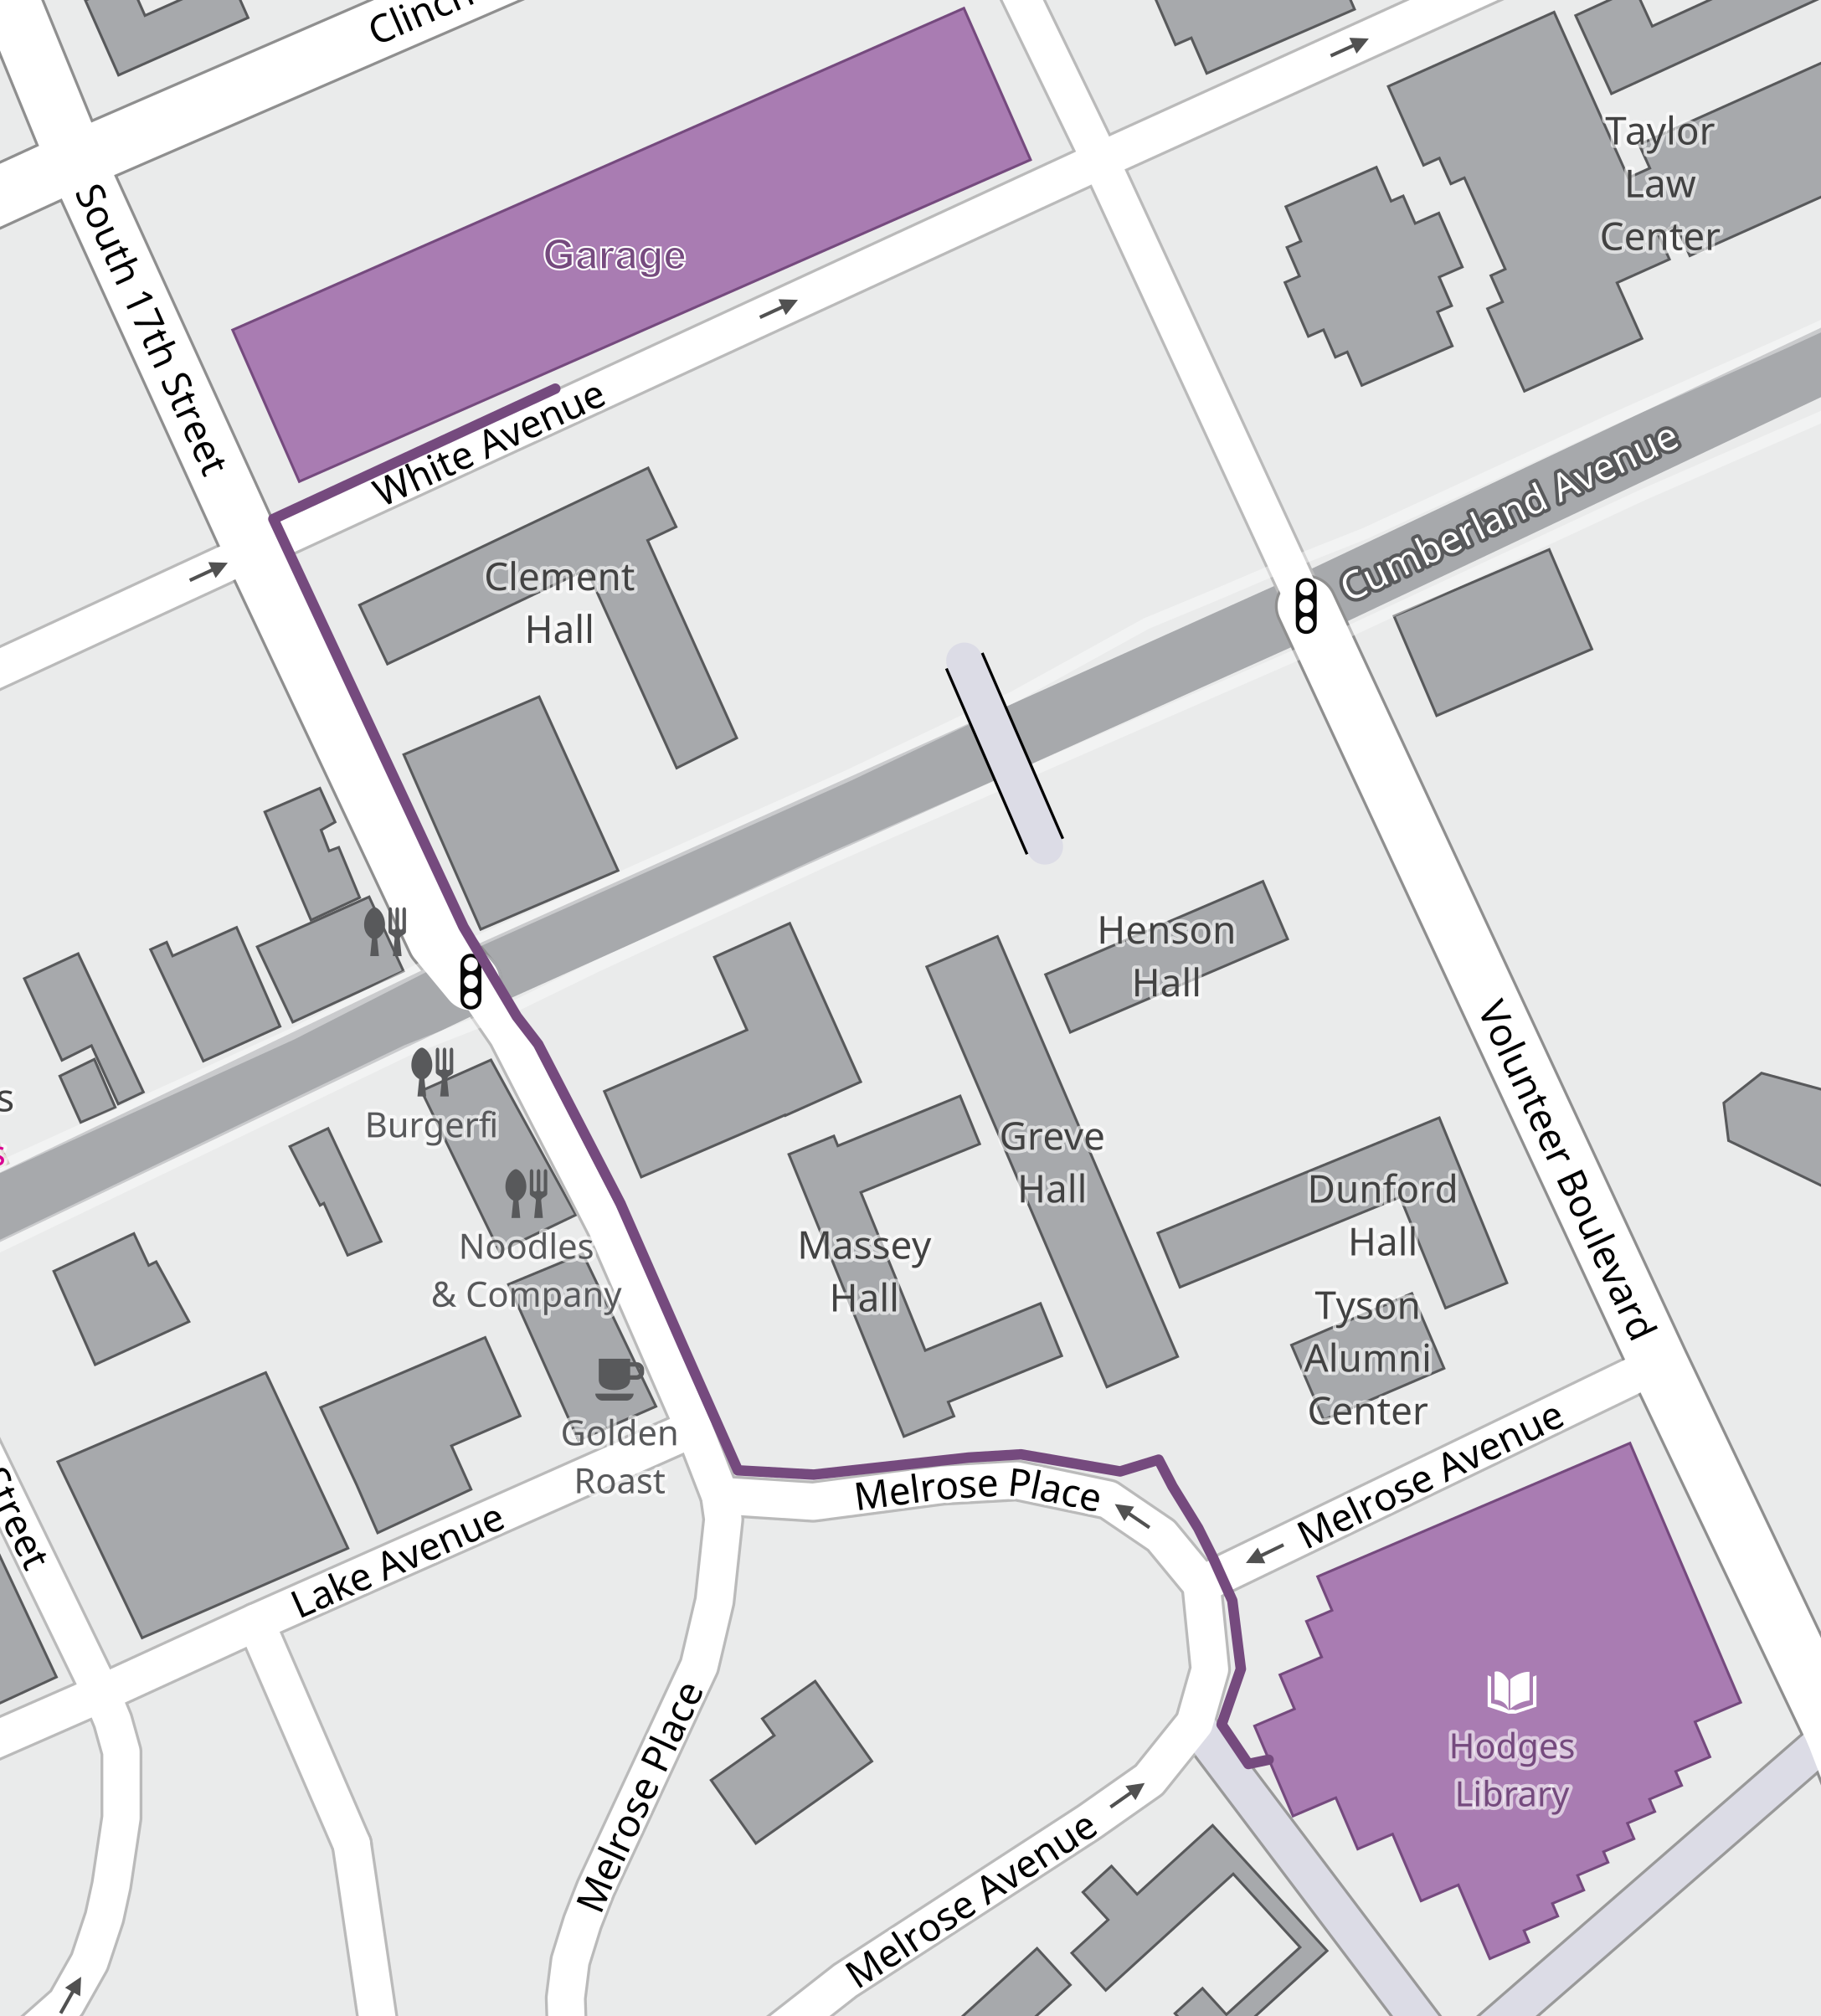 Clinch
South 17th Street
Garage
White Avenue
Taylor
Law
Center
Cumberland Avenue
Clement
Hall
Henson
Hall
Volunteer Boulevard
Burgerfi
Noodles
& Company
Greve
Hall
Massey
Hall
Dunford
Hall
Tyson
Alumni
Center
Golden
Roast
Melrose Place
Melrose Avenue
Lake Avenue
Street
Melrose Place
Melrose Avenue
Hodges
Library
s
s